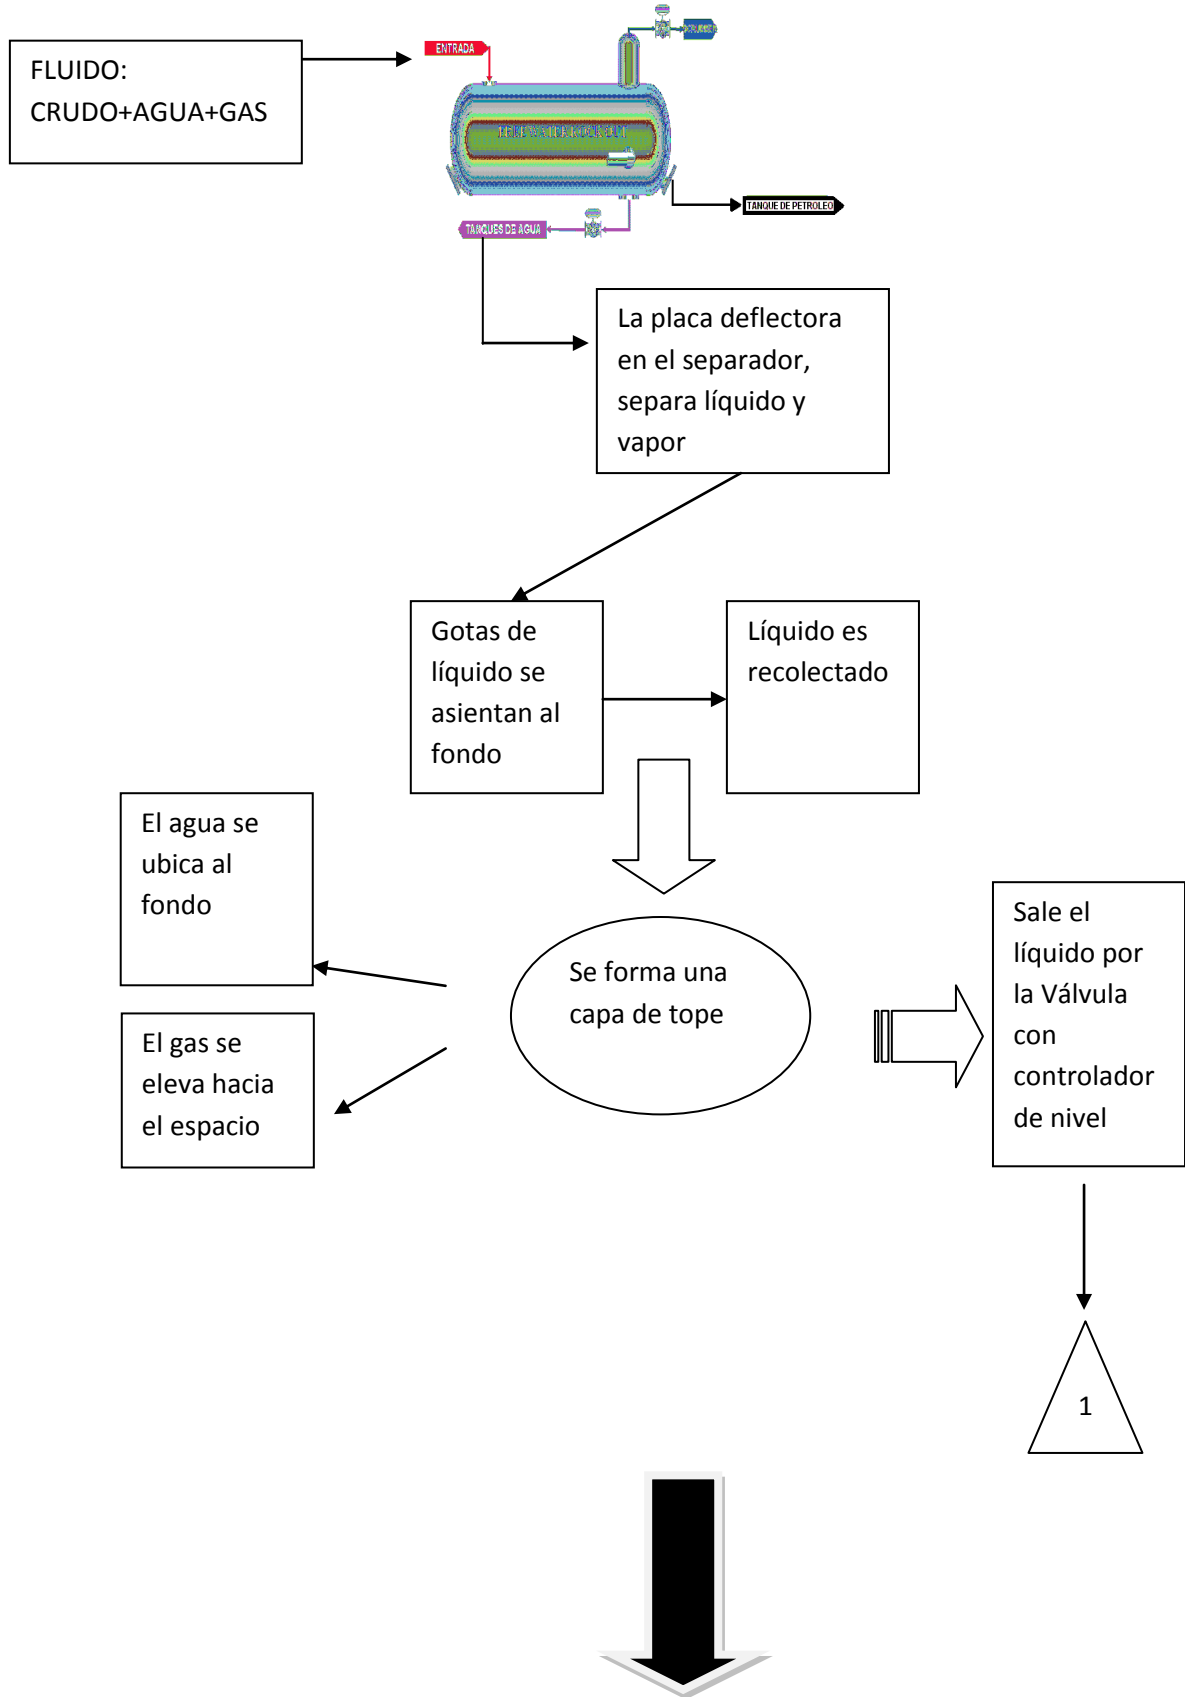 FLUIDO:
CRUDO+AGUA+GAS
ENTRADA
TANQUE DE PETROLEO
TANQUES DE AGUA
La placa deflectora
en el separador,
separa líquido y
vapor
Gotas de
líquido se
asientan al
fondo
Líquido es
recolectado
El agua se
ubica al
fondo
Se forma una
capa de tope
Sale el
líquido por
la Válvula
con
controlador
de nivel
El gas se
eleva hacia
el espacio
1